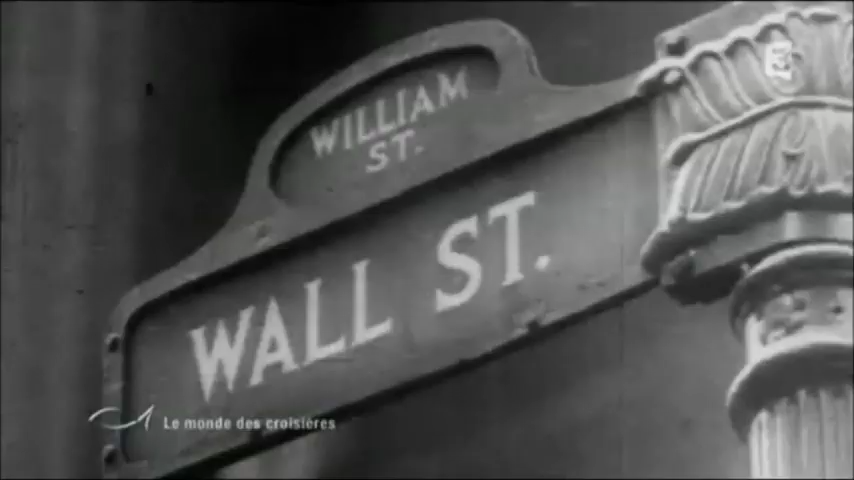 WILLIAM
ST.
WALL ST.
Le monde des croisières